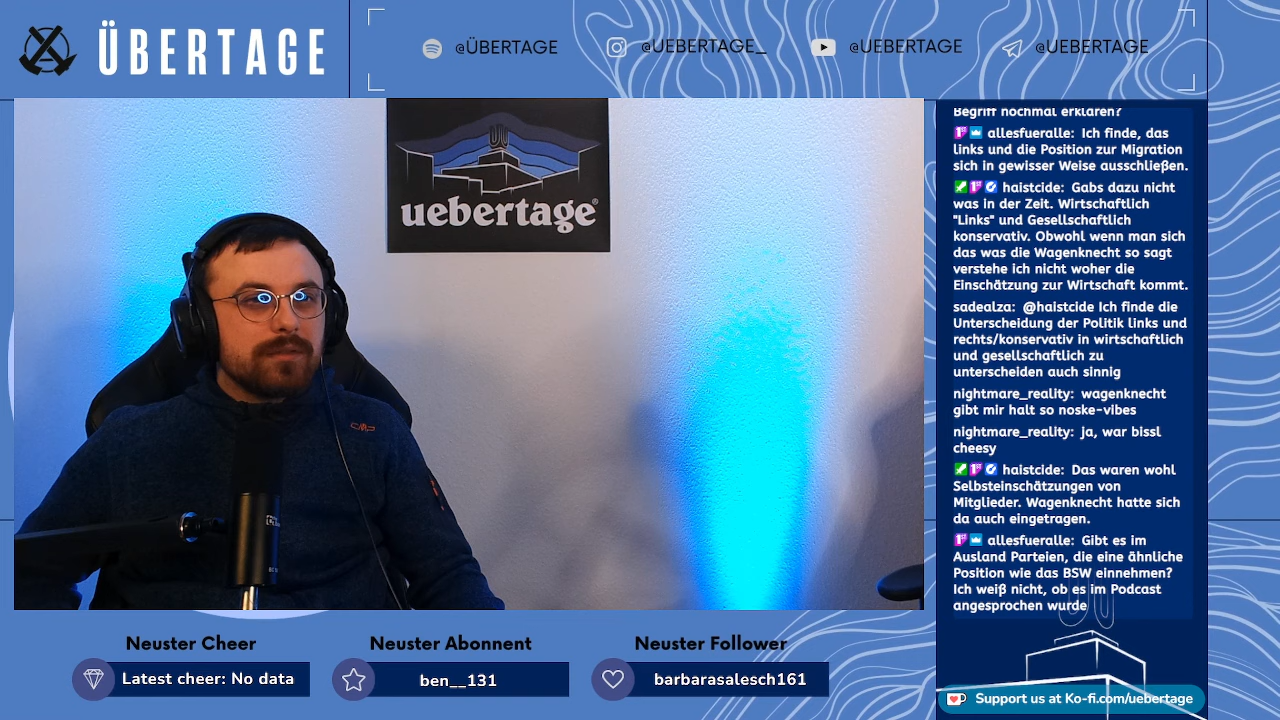 ÜBERTAGE
@ÜBERTAGE
@UEBERTAGE_
@UEBERTAGE
@UEBERTAGE
uebertage®
Begriff nochmal erklären?
allesfueralle: Ich finde, das
links und die Position zur Migration
sich in gewisser Weise ausschließen.
haistcide: Gabs dazu nicht
was in der Zeit. Wirtschaftlich
"Links" und Gesellschaftlich
konservativ. Obwohl wenn man sich
das was die Wagenknecht so sagt
verstehe ich nicht woher die
Einschätzung zur Wirtschaft kommt.
sadealza: @haistcide Ich finde die
Unterscheidung der Politik links und
rechts/konservativ in wirtschaftlich
und gesellschaftlich zu
unterscheiden auch sinnig
nightmare_reality: wagenknecht
gibt mir halt so noske-vibes
nightmare_reality: ja, war bissl
cheesy
haistcide: Das waren wohl
Selbsteinschätzungen von
Mitglieder. Wagenknecht hatte sich
da auch eingetragen.
allesfueralle: Gibt es im
Ausland Parteien, die eine ähnliche
Position wie das BSW einnehmen?
Ich weiß nicht, ob es im Podcast
angesprochen wurde
Neuster Cheer
Latest cheer: No data
Neuster Abonnent
ben__131
Neuster Follower
barbarasalesch161
Support us at Ko-fi.com/uebertage